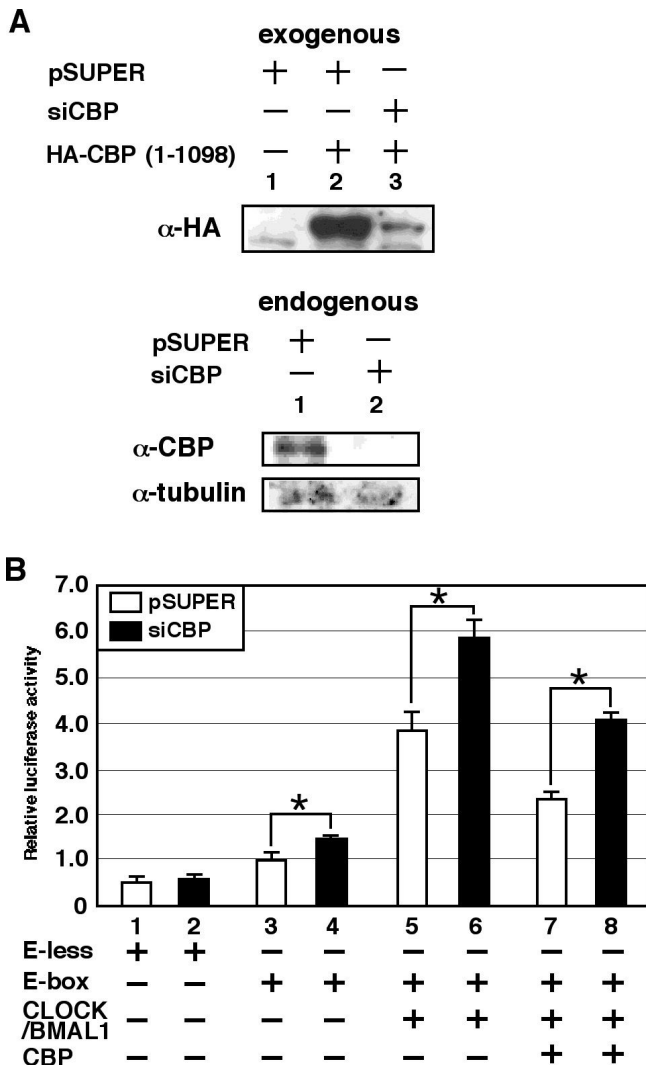 A
exogenous
pSUPER + + −
siCBP − − +
HA-CBP (1-1098) − + +
1 2 3
α-HA
endogenous
pSUPER + −
siCBP − +
1 2
α-CBP
α-tubulin
B
Relative luciferase activity
7.0
6.0
5.0
4.0
3.0
2.0
1.0
0
pSUPER
siCBP
* * * *
1 2 3 4 5 6 7 8
E-less + + − − − − − −
E-box − − + + + + + +
CLOCK
/BMAL1 − − − − + + + +
CBP − − − − − − + +